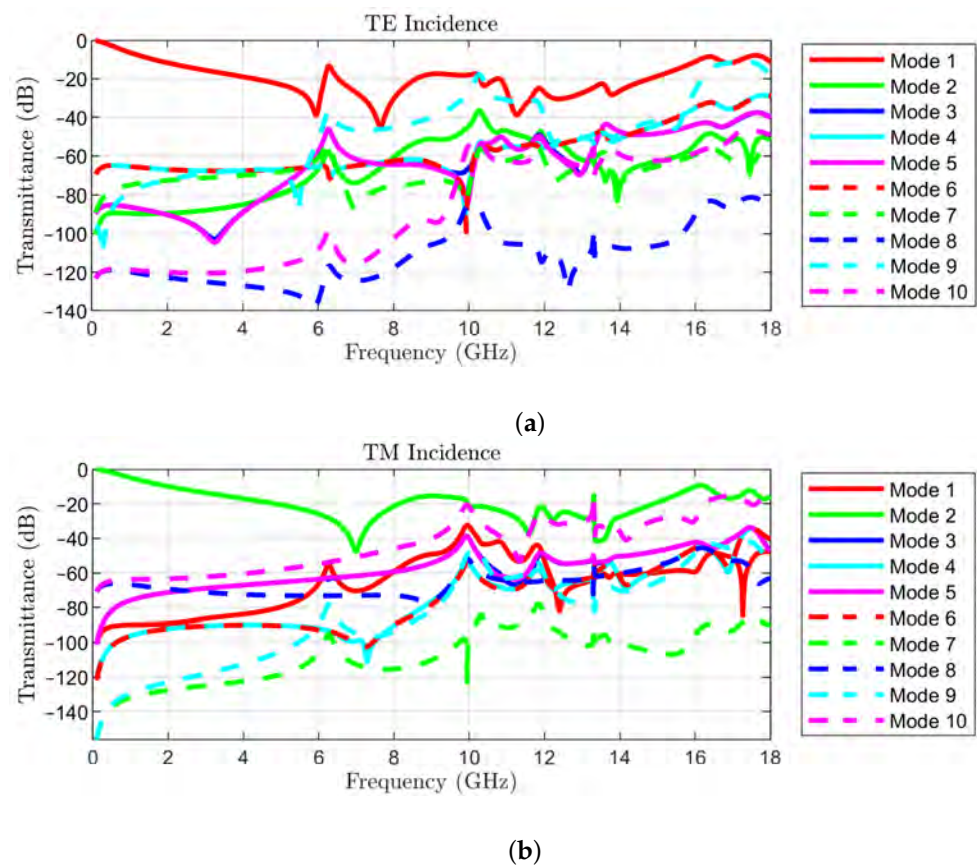 TE Incidence
0
−20
−40
−60
−80
−100
−120
−140
Transmittance (dB)
0 2 4 6 8 10 12 14 16 18
Frequency (GHz)
Mode 1
Mode 2
Mode 3
Mode 4
Mode 5
Mode 6
Mode 7
Mode 8
Mode 9
Mode 10
(a)
TM Incidence
0
−20
−40
−60
−80
−100
−120
−140
Transmittance (dB)
0 2 4 6 8 10 12 14 16 18
Frequency (GHz)
Mode 1
Mode 2
Mode 3
Mode 4
Mode 5
Mode 6
Mode 7
Mode 8
Mode 9
Mode 10
(b)